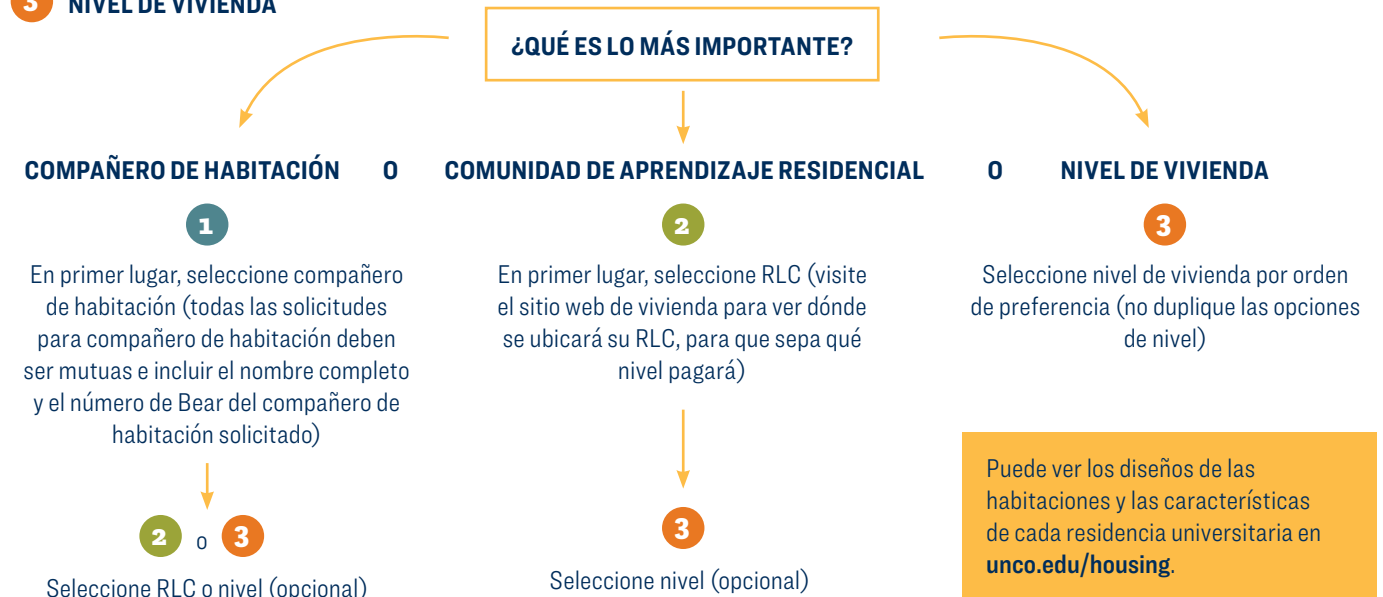 3 NIVEL DE VIVIENDA
¿QUÉ ES LO MÁS IMPORTANTE?
COMPAÑERO DE HABITACIÓN O COMUNIDAD DE APRENDIZAJE RESIDENCIAL O NIVEL DE VIVIENDA
1
En primer lugar, seleccione compañero
de habitación (todas las solicitudes
para compañero de habitación deben
ser mutuas e incluir el nombre completo
y el número de Bear del compañero de
habitación solicitado)
2 o 3
Seleccione RLC o nivel (opcional)
2
En primer lugar, seleccione RLC (visite
el sitio web de vivienda para ver dónde
se ubicará su RLC, para que sepa qué
nivel pagará)
3
Seleccione nivel (opcional)
3
Seleccione nivel de vivienda por orden
de preferencia (no duplique las opciones
de nivel)
Puede ver los diseños de las
habitaciones y las características
de cada residencia universitaria en
unco.edu/housing.